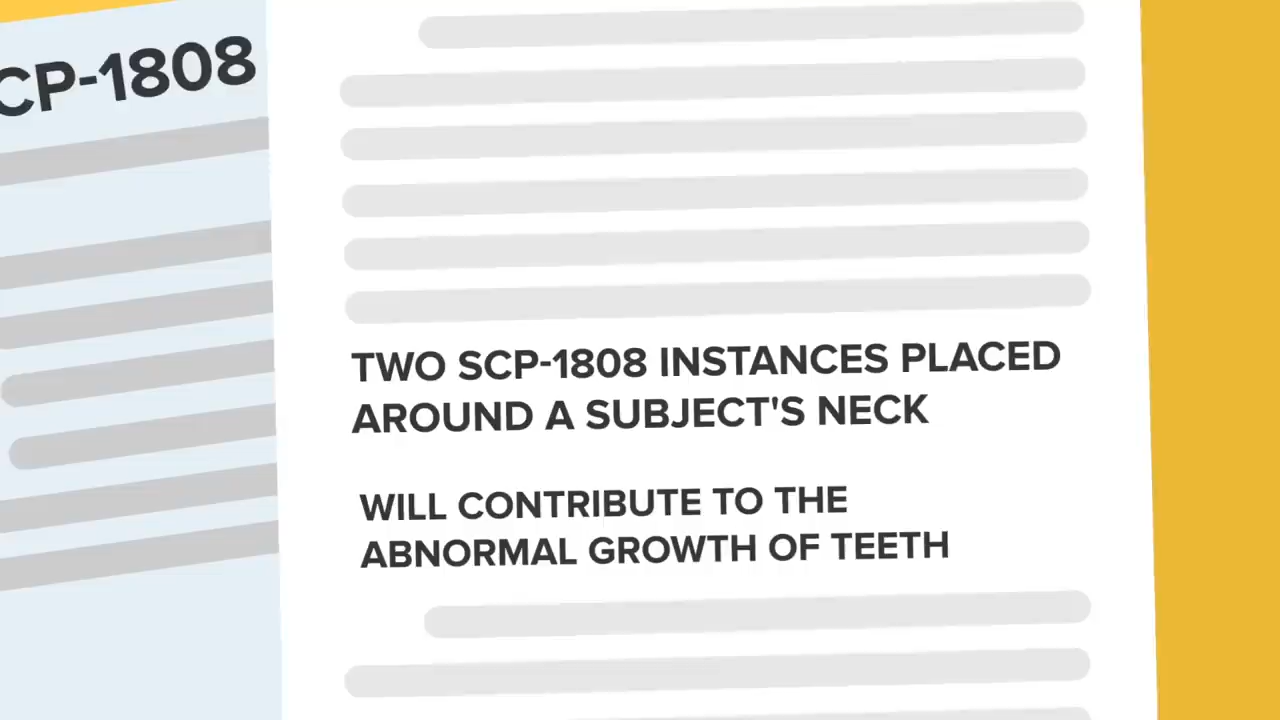 CP-1808
TWO SCP-1808 INSTANCES PLACED
AROUND A SUBJECT'S NECK
WILL CONTRIBUTE TO THE
ABNORMAL GROWTH OF TEETH